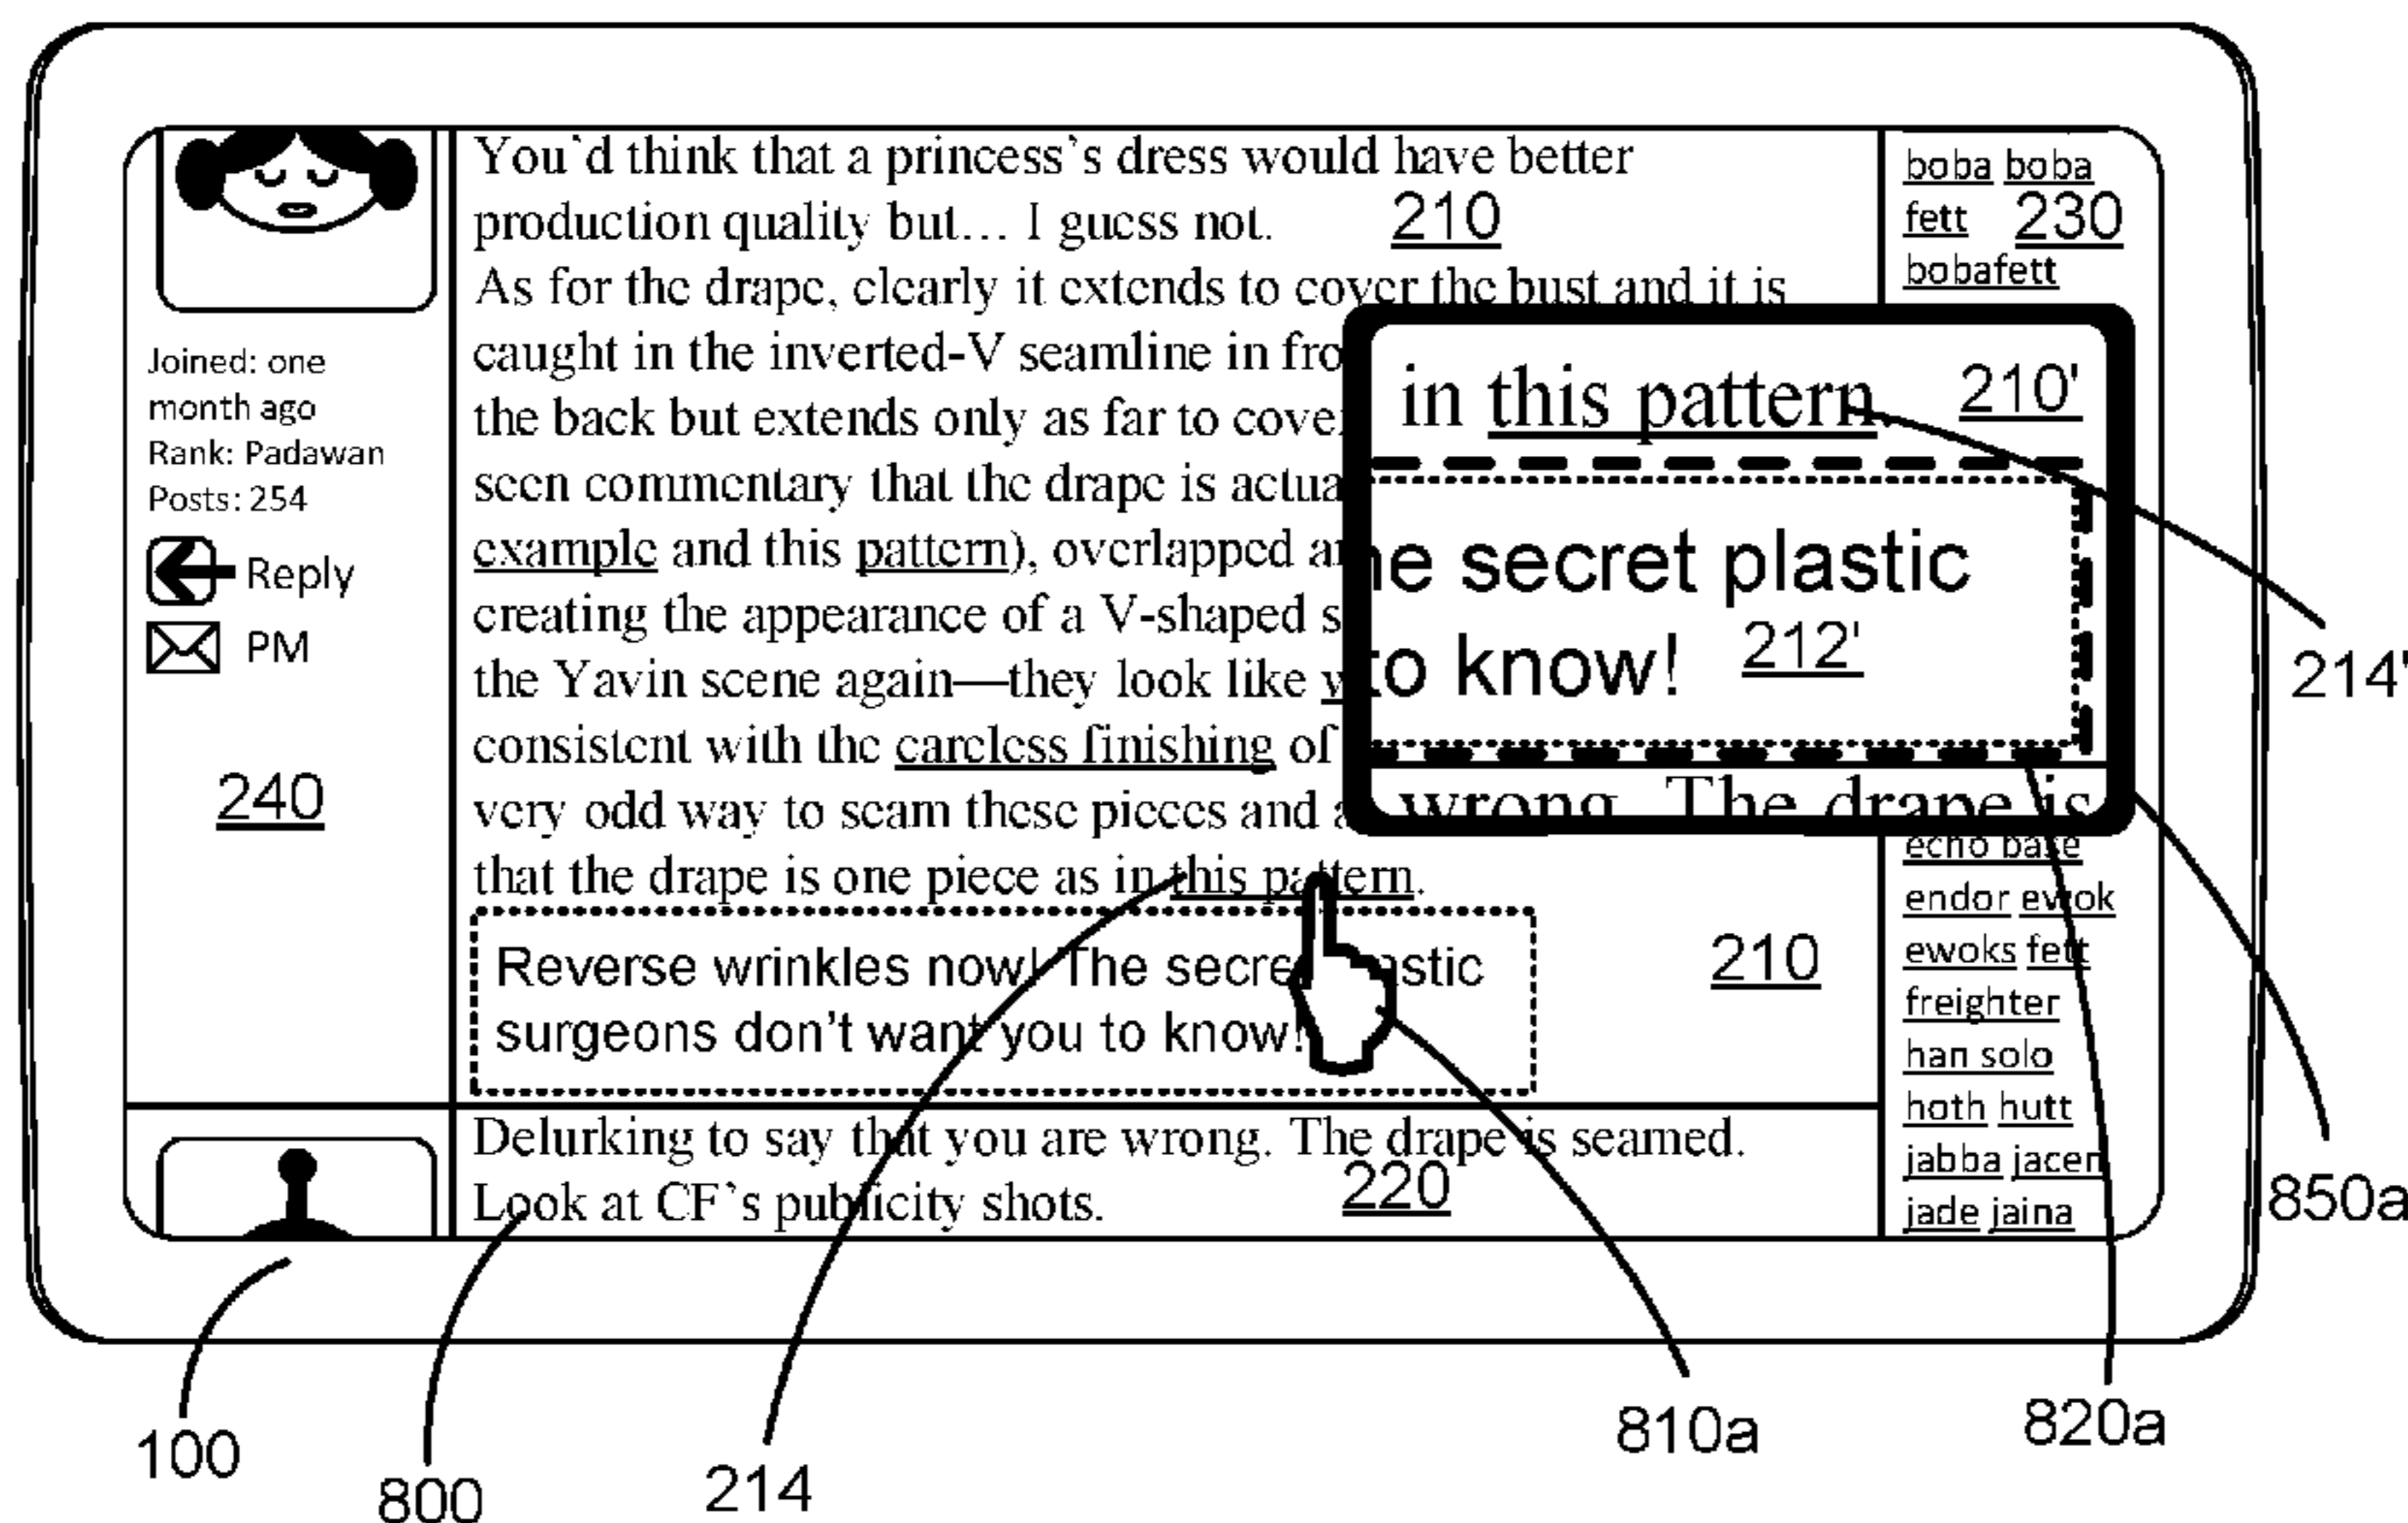 You'd think that a princess's dress would have better
production quality but... I guess not.
210
As for the drape, clearly it extends to cover the bust and it is
caught in the inverted-V seamline in fro
the back but extends only as far to cove
seen commentary that the drape is actua
example and this pattern), overlapped a
creating the appearance of a V-shaped s
the Yavin scene again—they look like
consistent with the careless finishing of
very odd way to seam these pieces and a
that the drape is one piece as in this pattern.
Reverse wrinkles now! The secret plastic
surgeons don't want you to know!
210
Delurking to say that you are wrong. The drape is seamed.
Look at CF's publicity shots.
220
Joined: one
month ago
Rank: Padawan
Posts: 254
Reply
PM
240
boba boba
fett 230
bobafett
in this pattern.
210'
he secret plastic
to know!
212'
wrong. The drape is
echo base
endor ewok
ewoks fett
freighter
han solo
hoth hutt
jabba jacen
jade jaina
214'
850a
820a
810a
214
800
100